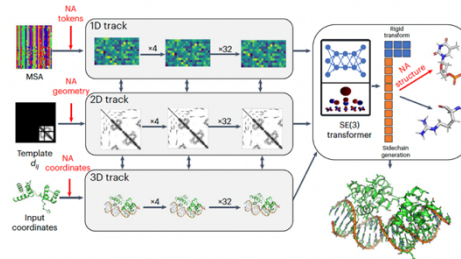 NA
tokens
MSA
1D track
×4
×32
NA
geometry
Template
dij
2D track
×4
×32
NA
coordinates
Input
coordinates
3D track
×4
×32
SE(3)
transformer
Rigid
transform
NA
structure
Sidechain
generation